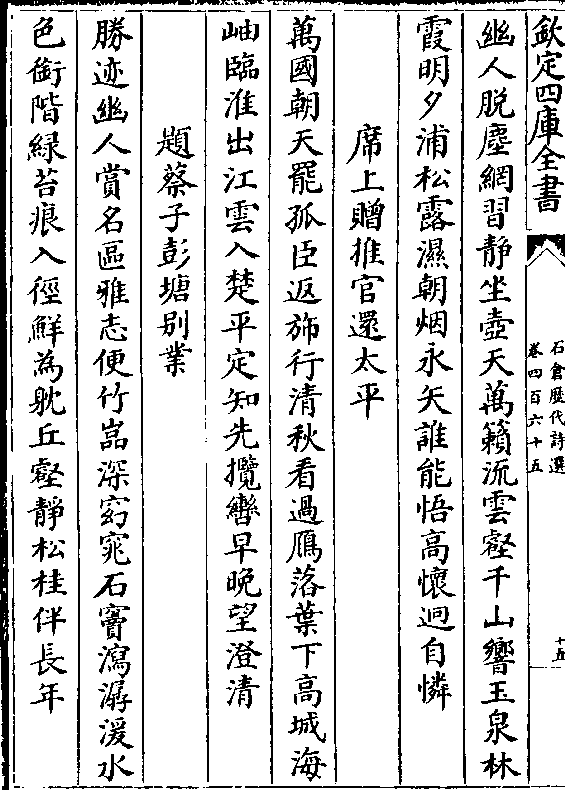 欽定四庫全書
石倉歷代詩選
卷四百六十五
十五
幽人脱塵網習靜坐壺天萬籟流雲壑千山響玉泉林
霞明夕浦松露濕朝烟永矢誰能悟高懷迥自憐
席上贈推官還太平
萬國朝天罷孤臣返斾行清秋看過鴈落葉下高城海
岫臨淮出江雲入楚平定知先攬轡早晚望澄清
題蔡子彭塘别業
勝迹幽人賞名區雅志便竹嵓深窈窕石竇瀉潺湲水
色銜階緑苔痕入徑鮮為躭丘壑靜松桂伴長年